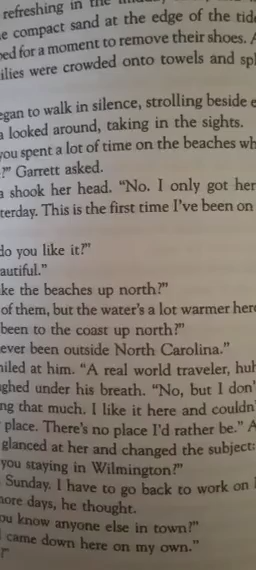 refreshing in the
compact sand at the edge of the tid
ed for a moment to remove their shoes. A
ilies were crowded onto towels and spl
egan to walk in silence, strolling beside e
a looked around, taking in the sights.
you spent a lot of time on the beaches wh
?" Garrett asked.
a shook her head. "No. I only got her
terday. This is the first time I've been on
do you like it?"
autiful."
ke the beaches up north?"
of them, but the water's a lot warmer here
been to the coast up north?"
ever been outside North Carolina."
niled at him. "A real world traveler, huh
ghed under his breath. "No, but I don'
ng that much. I like it here and couldn'
place. There's no place I'd rather be." A
glanced at her and changed the subject:
you staying in Wilmington?"
Sunday. I have to go back to work on
more days, he thought.
ou know anyone else in town?"
I came down here on my own."
?"